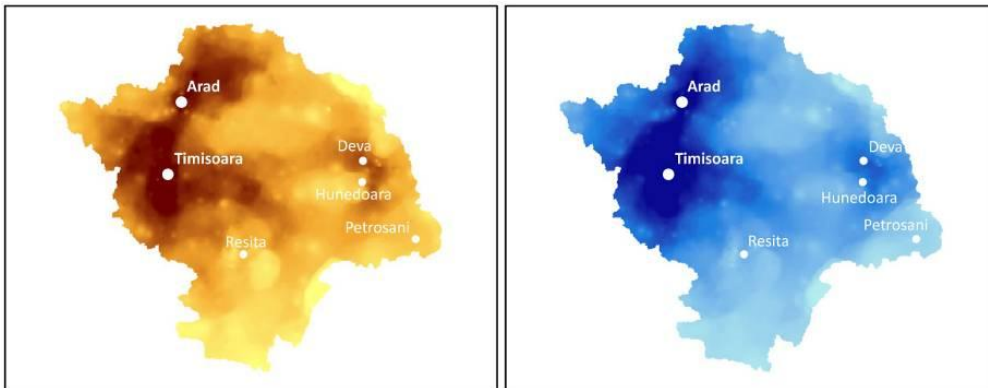 Arad
Timisoara
Deva
Hunedoara
Petrosani
Resita
Arad
Timisoara
Deva
Hunedoara
Petrosani
Resita